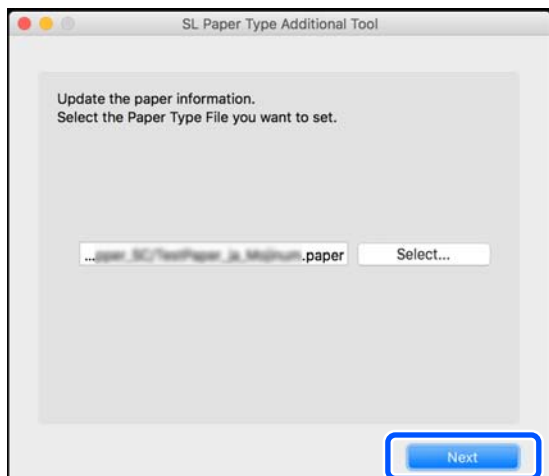 SL Paper Type Additional Tool
Update the paper information.
Select the Paper Type File you want to set.
... .paper
Select...
Next